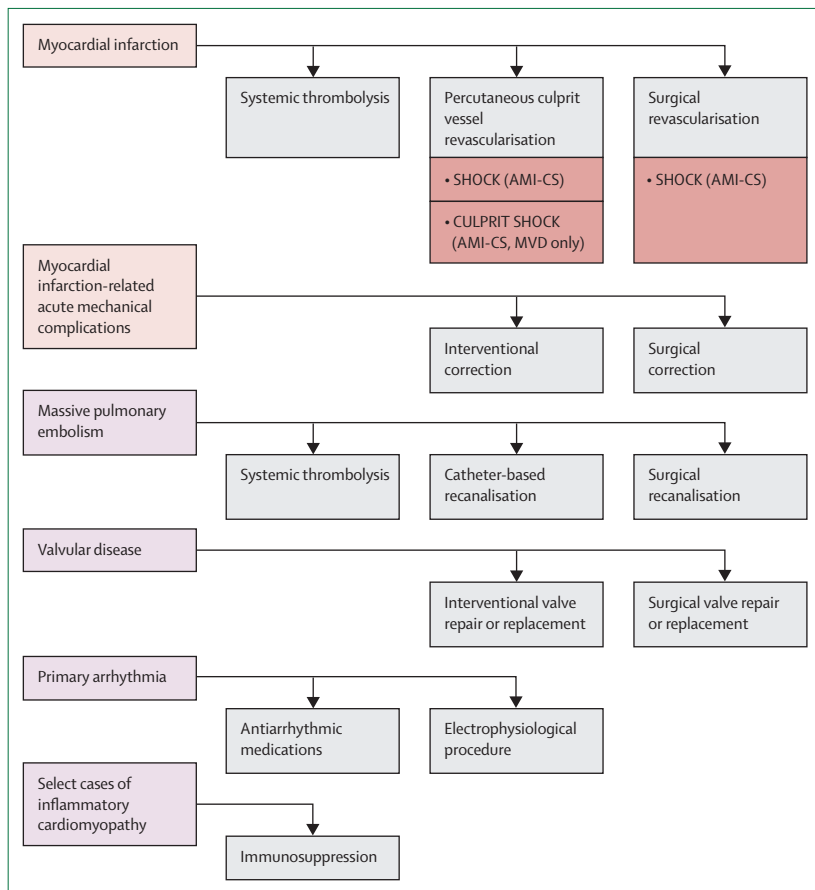 Myocardial infarction
Systemic thrombolysis
Percutaneous culprit
vessel
revascularisation
Surgical
revascularisation
• SHOCK (AMI-CS)
• SHOCK (AMI-CS)
• CULPRIT SHOCK
(AMI-CS, MVD only)
Myocardial
infarction-related
acute mechanical
complications
Interventional
correction
Surgical
correction
Massive pulmonary
embolism
Systemic thrombolysis
Catheter-based
recanalisation
Surgical
recanalisation
Valvular disease
Interventional valve
repair or replacement
Surgical valve repair
or replacement
Primary arrhythmia
Antiarrhythmic
medications
Electrophysiological
procedure
Select cases of
inflammatory
cardiomyopathy
Immunosuppression